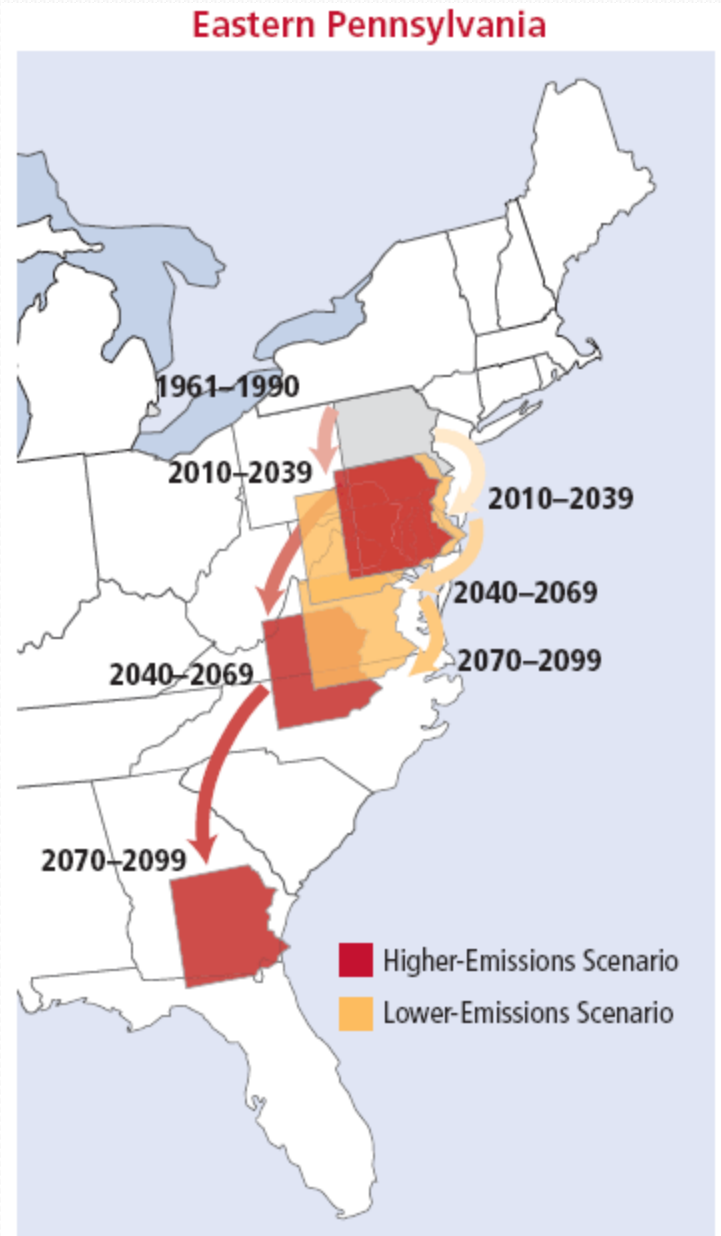 Eastern Pennsylvania
1961–1990
2010–2039
2010–2039
2040–2069
2070–2099
2040–2069
2070–2099
Higher-Emissions Scenario
Lower-Emissions Scenario